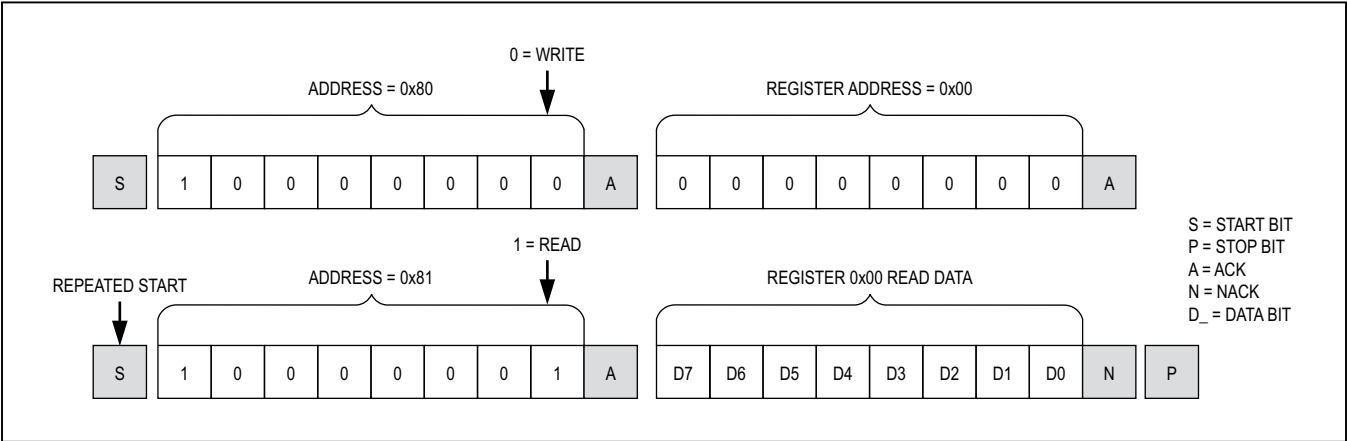 0 = WRITE
ADDRESS = 0x80
REGISTER ADDRESS = 0x00
S 1 0 0 0 0 0 0 0 A 0 0 0 0 0 0 0 0 A
1 = READ
REPEATED START
ADDRESS = 0x81
REGISTER 0x00 READ DATA
S 1 0 0 0 0 0 0 1 A D7 D6 D5 D4 D3 D2 D1 D0 N P
S = START BIT
P = STOP BIT
A = ACK
N = NACK
D_ = DATA BIT